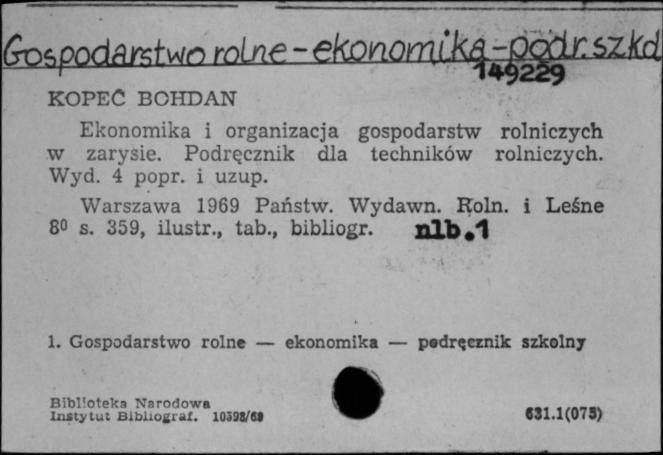 Gospodarstwo rolne - ekonomika - podr. szkol
149229
KOPEĆ BOHDAN
Ekonomika i organizacja gospodarstw rolniczych
w zarysie. Podręcznik dla techników rolniczych.
Wyd. 4 popr. i uzup.
Warszawa 1969 Państw. Wydawn. Roln. i Leśne
8⁰ s. 359, ilustr., tab., bibliogr. nlb.1
1. Gospodarstwo rolne — ekonomika — podręcznik szkolny
Biblioteka Narodowa
Instytut Bibliograf. 10398/69
631.1(075)